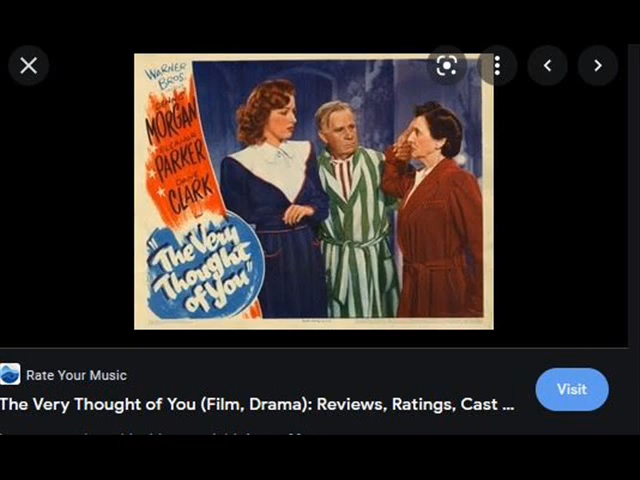 WARNER
BROS.
DENNIS
MORGAN
ELEANOR
PARKER
DANE
CLARK
"The Very
Thought
of You"
Rate Your Music
The Very Thought of You (Film, Drama): Reviews, Ratings, Cast ...
Visit